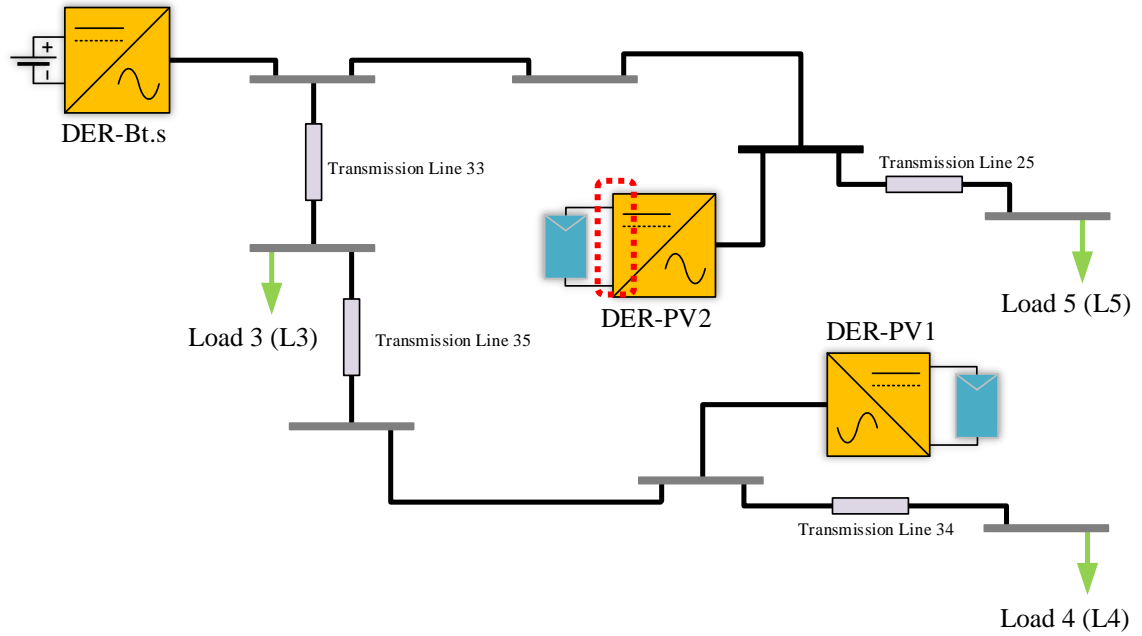 +
−
DER-Bt.s
Transmission Line 33
Transmission Line 25
DER-PV2
Load 5 (L5)
Load 3 (L3)
DER-PV1
Transmission Line 35
Transmission Line 34
Load 4 (L4)